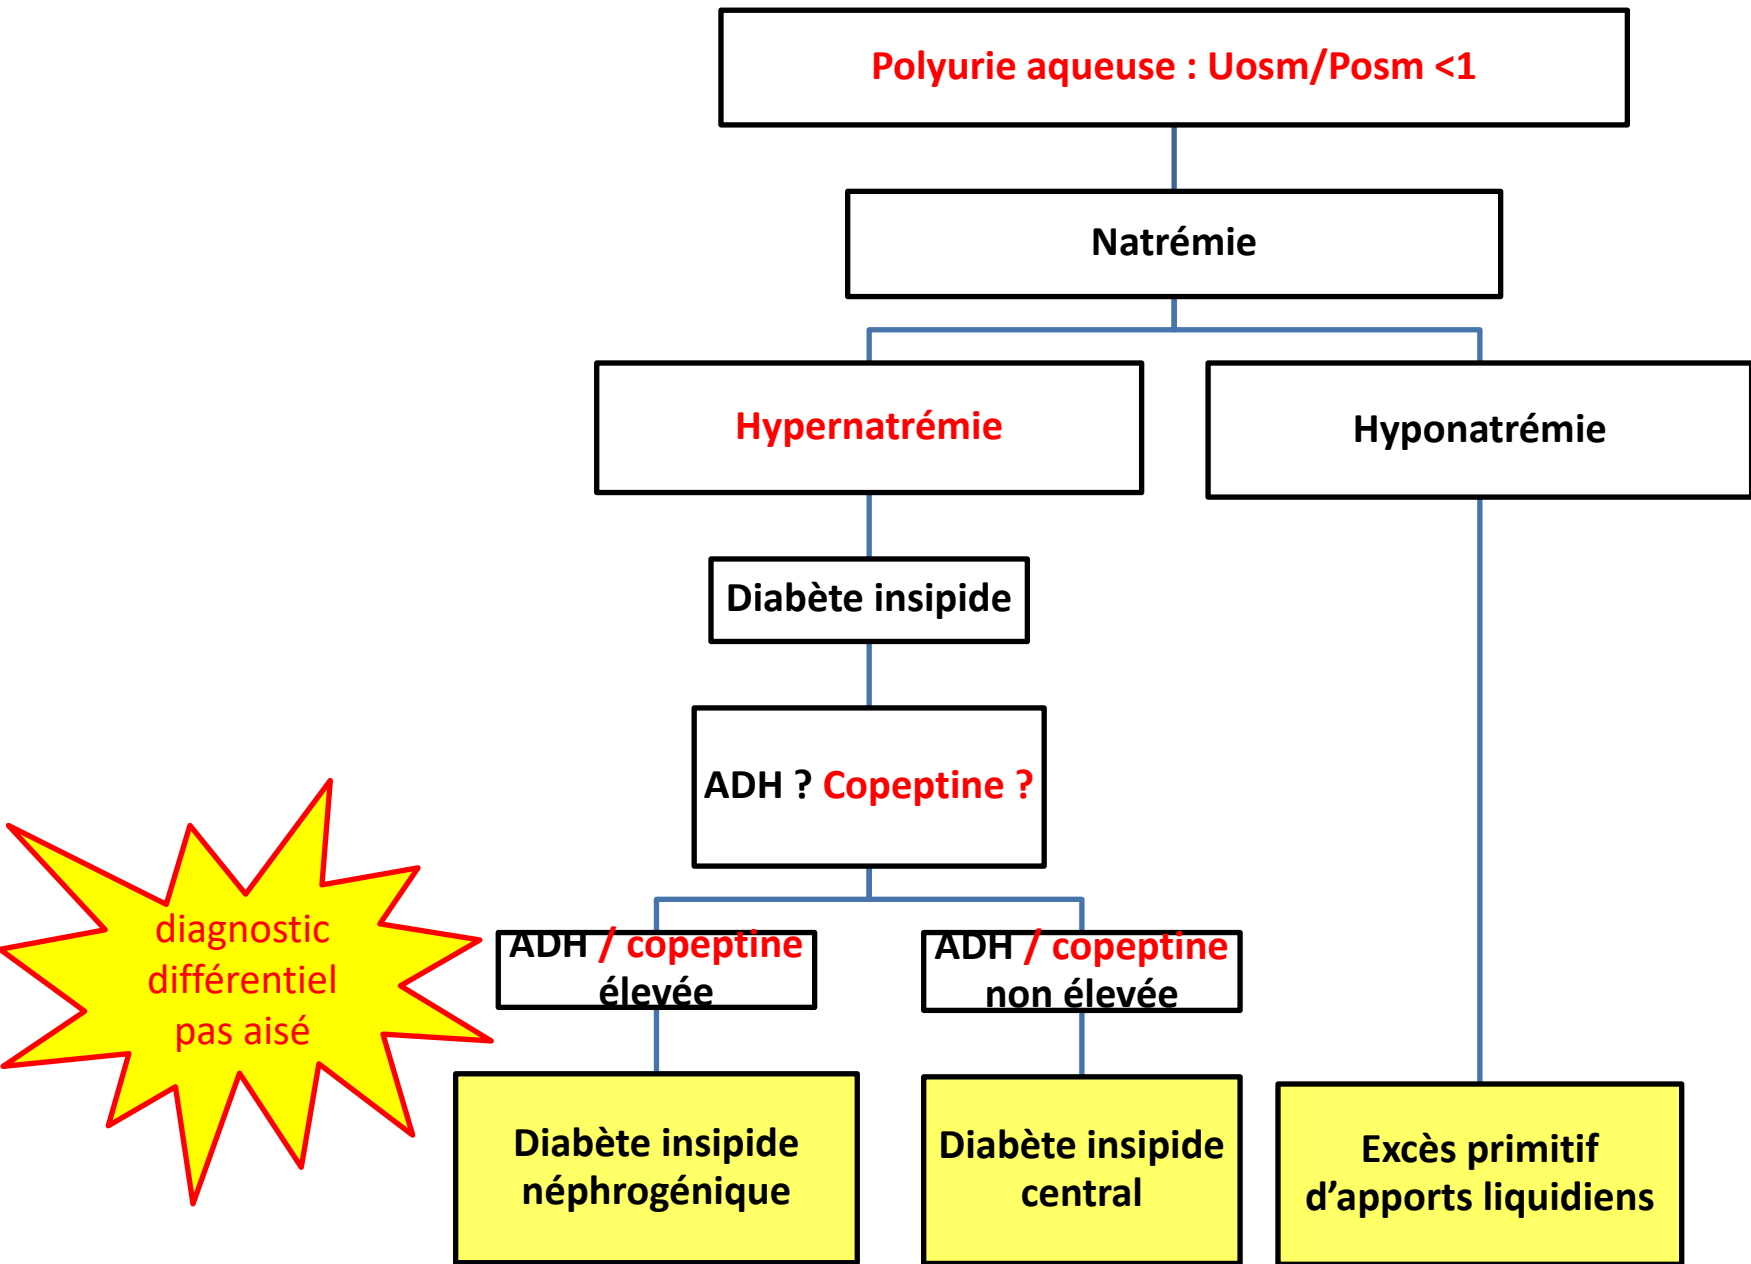 Polyurie aqueuse : Uosm/Posm <1
Natrémie
Hypernatrémie
Hyponatrémie
Diabète insipide
ADH ? Copeptine ?
diagnostic
différentiel
pas aisé
ADH / copeptine
élevée
ADH / copeptine
non élevée
Diabète insipide
néphrogénique
Diabète insipide
central
Excès primitif
d’apports liquidiens